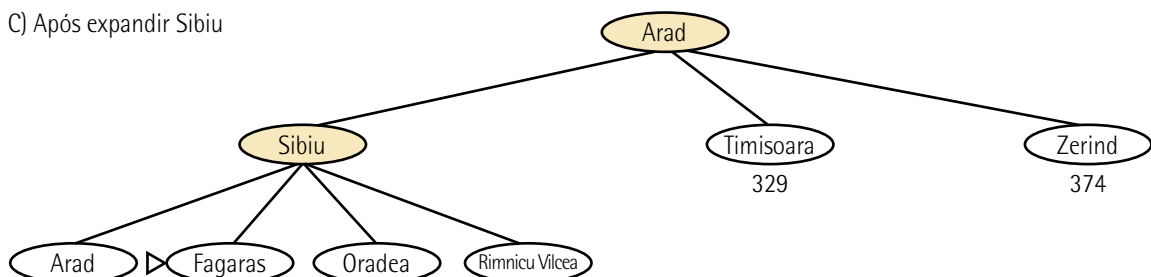 C) Após expandir Sibiu
Arad
Sibiu
Timisoara
Zerind
329
374
Arad
Fagaras
Oradea
Rimnicu Vilcea